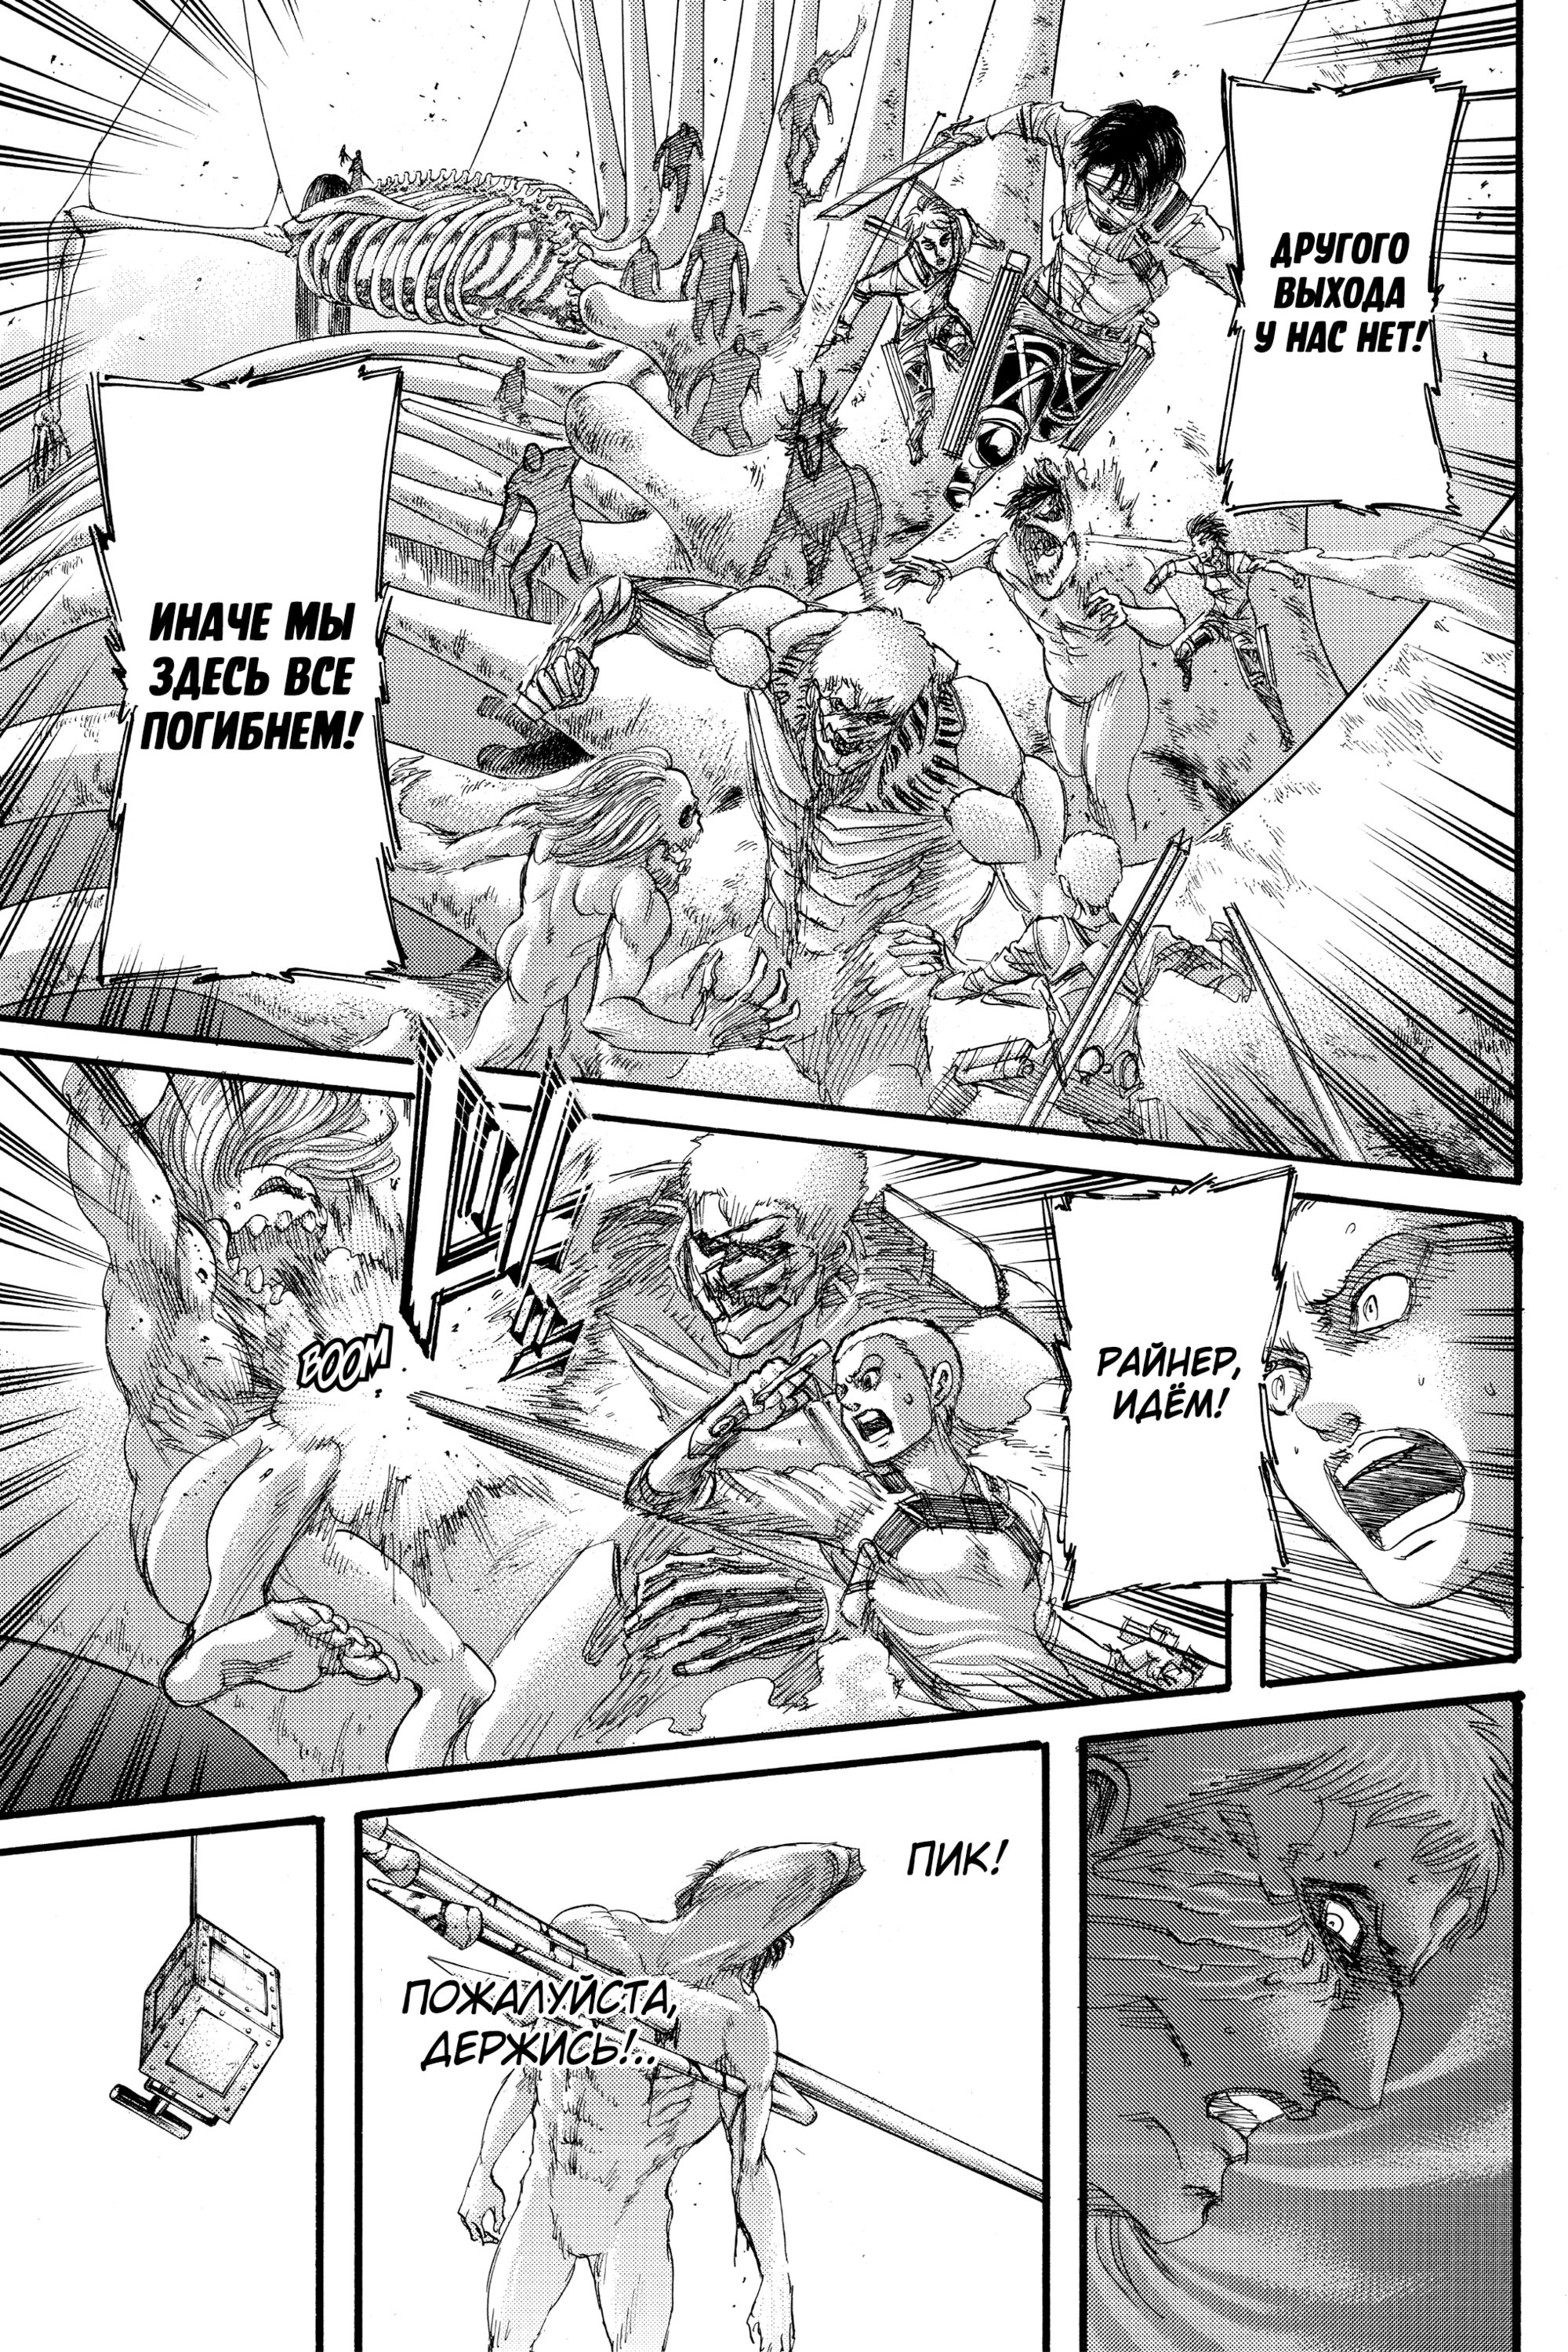 ДРУГОГО
ВЫХОДА
У НАС НЕТ!
ИНАЧЕ МЫ
ЗДЕСЬ ВСЕ
ПОГИБНЕМ!
РАЙНЕР,
ИДЁМ!
BOOM
ПИК!
ПОЖАЛУЙСТА,
ДЕРЖИСЬ!..